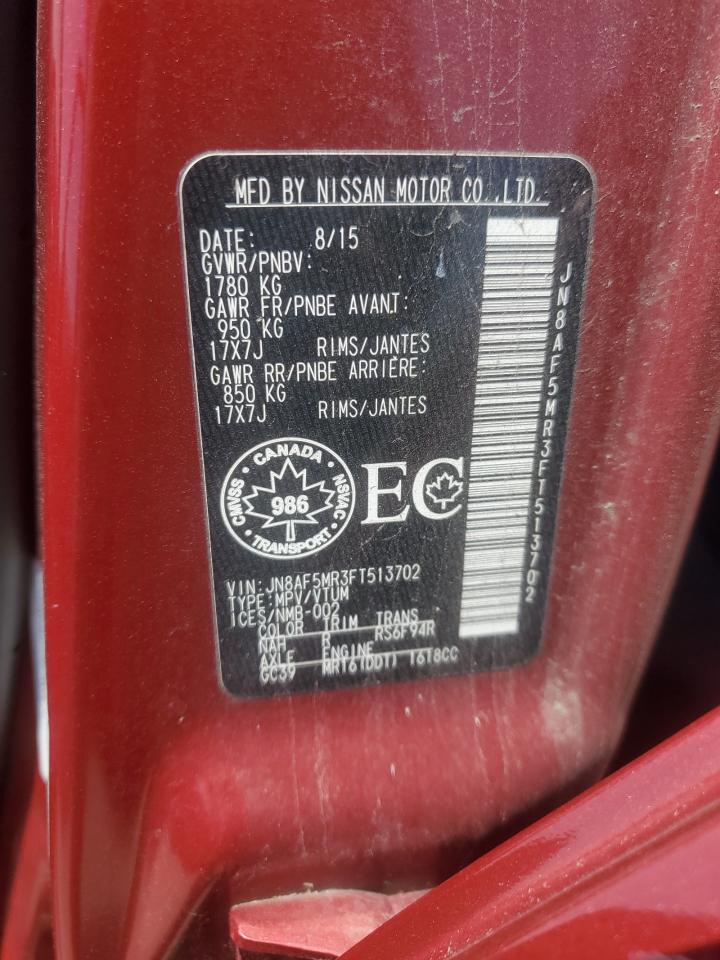 MFD BY NISSAN MOTOR CO.,LTD.
DATE: 8/15
GVWR/PNBV:
1780 KG
GAWR FR/PNBE AVANT:
950 KG
17X7J RIMS/JANTES
GAWR RR/PNBE ARRIÈRE:
850 KG
17X7J RIMS/JANTES
CANADA
CMVSS
986
NSVAC
TRANSPORT
EC
VIN: JN8AF5MR3FT513702
TYPE: MPV/VTUM
ICES/NMB-002
COLOR TRIM TRANS
NAH R RS6F94R
AXLE ENGINE
GC39 MR16(DDT) 1618CC
JN8AF5MR3FT513702